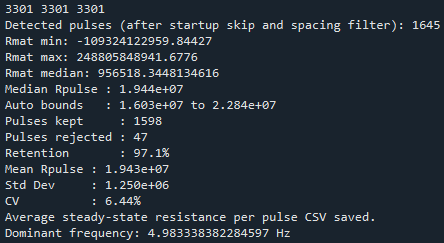 3301 3301 3301
Detected pulses (after startup skip and spacing filter): 1645
Rmat min: -109324122959.84427
Rmat max: 248805848941.6776
Rmat median: 956518.3448134616
Median Rpulse : 1.944e+07
Auto bounds   : 1.603e+07 to 2.284e+07
Pulses kept     : 1598
Pulses rejected : 47
Retention       : 97.1%
Mean Rpulse : 1.943e+07
Std Dev     : 1.250e+06
CV          : 6.44%
Average steady-state resistance per pulse CSV saved.
Dominant frequency: 4.983338382284597 Hz